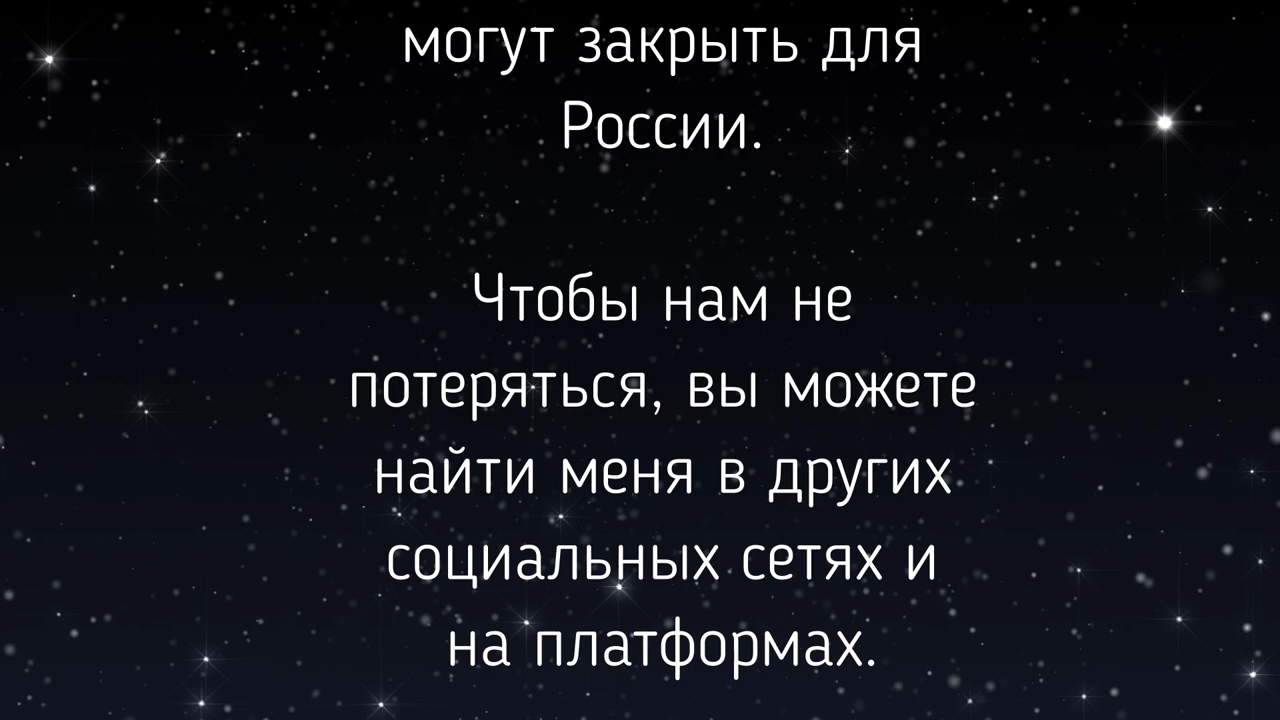 могут закрыть для
России.
Чтобы нам не
потеряться, вы можете
найти меня в других
социальных сетях и
на платформах.